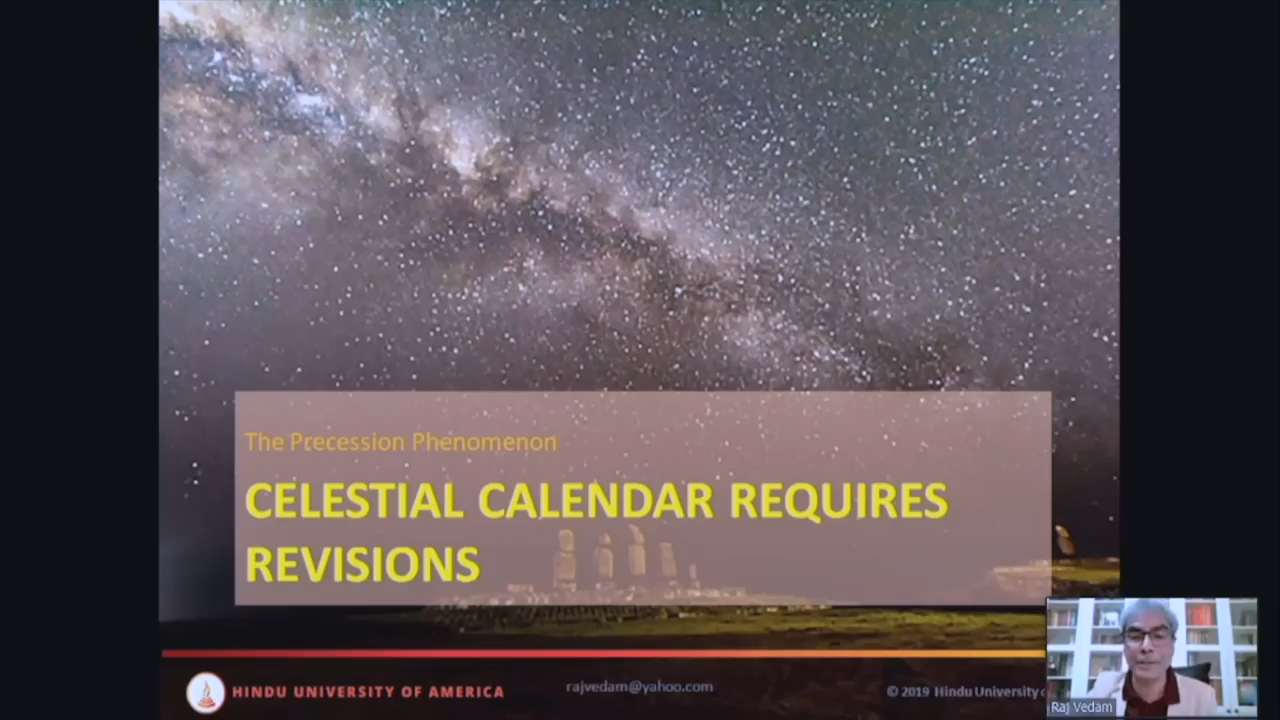 The Precession Phenomenon
CELESTIAL CALENDAR REQUIRES
REVISIONS
HINDU UNIVERSITY OF AMERICA
rajvedam@yahoo.com
© 2019 Hindu University
Raj Vedam